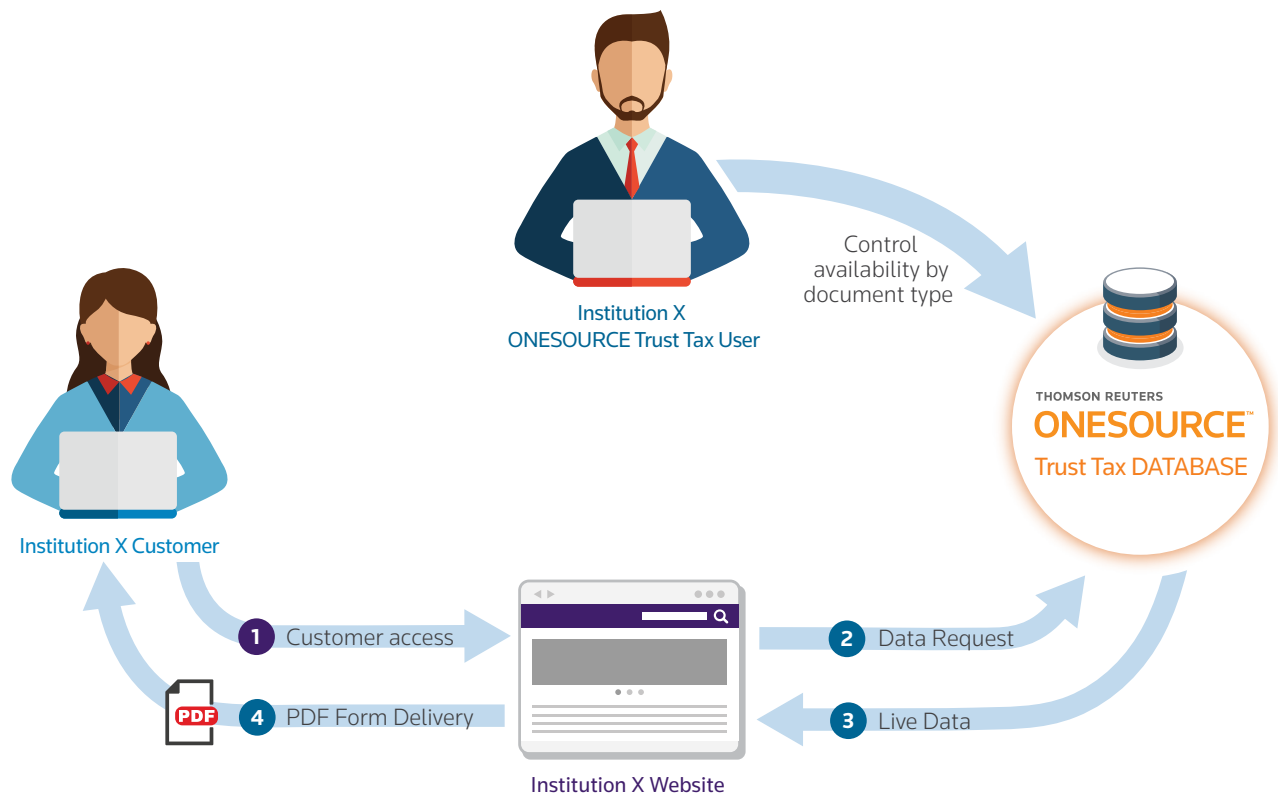 Control
availability by
document type
Institution X
ONESOURCE Trust Tax User
THOMSON REUTERS
ONESOURCE™
Trust Tax DATABASE
Institution X Customer
1 Customer access
2 Data Request
PDF
4 PDF Form Delivery
3 Live Data
Institution X Website